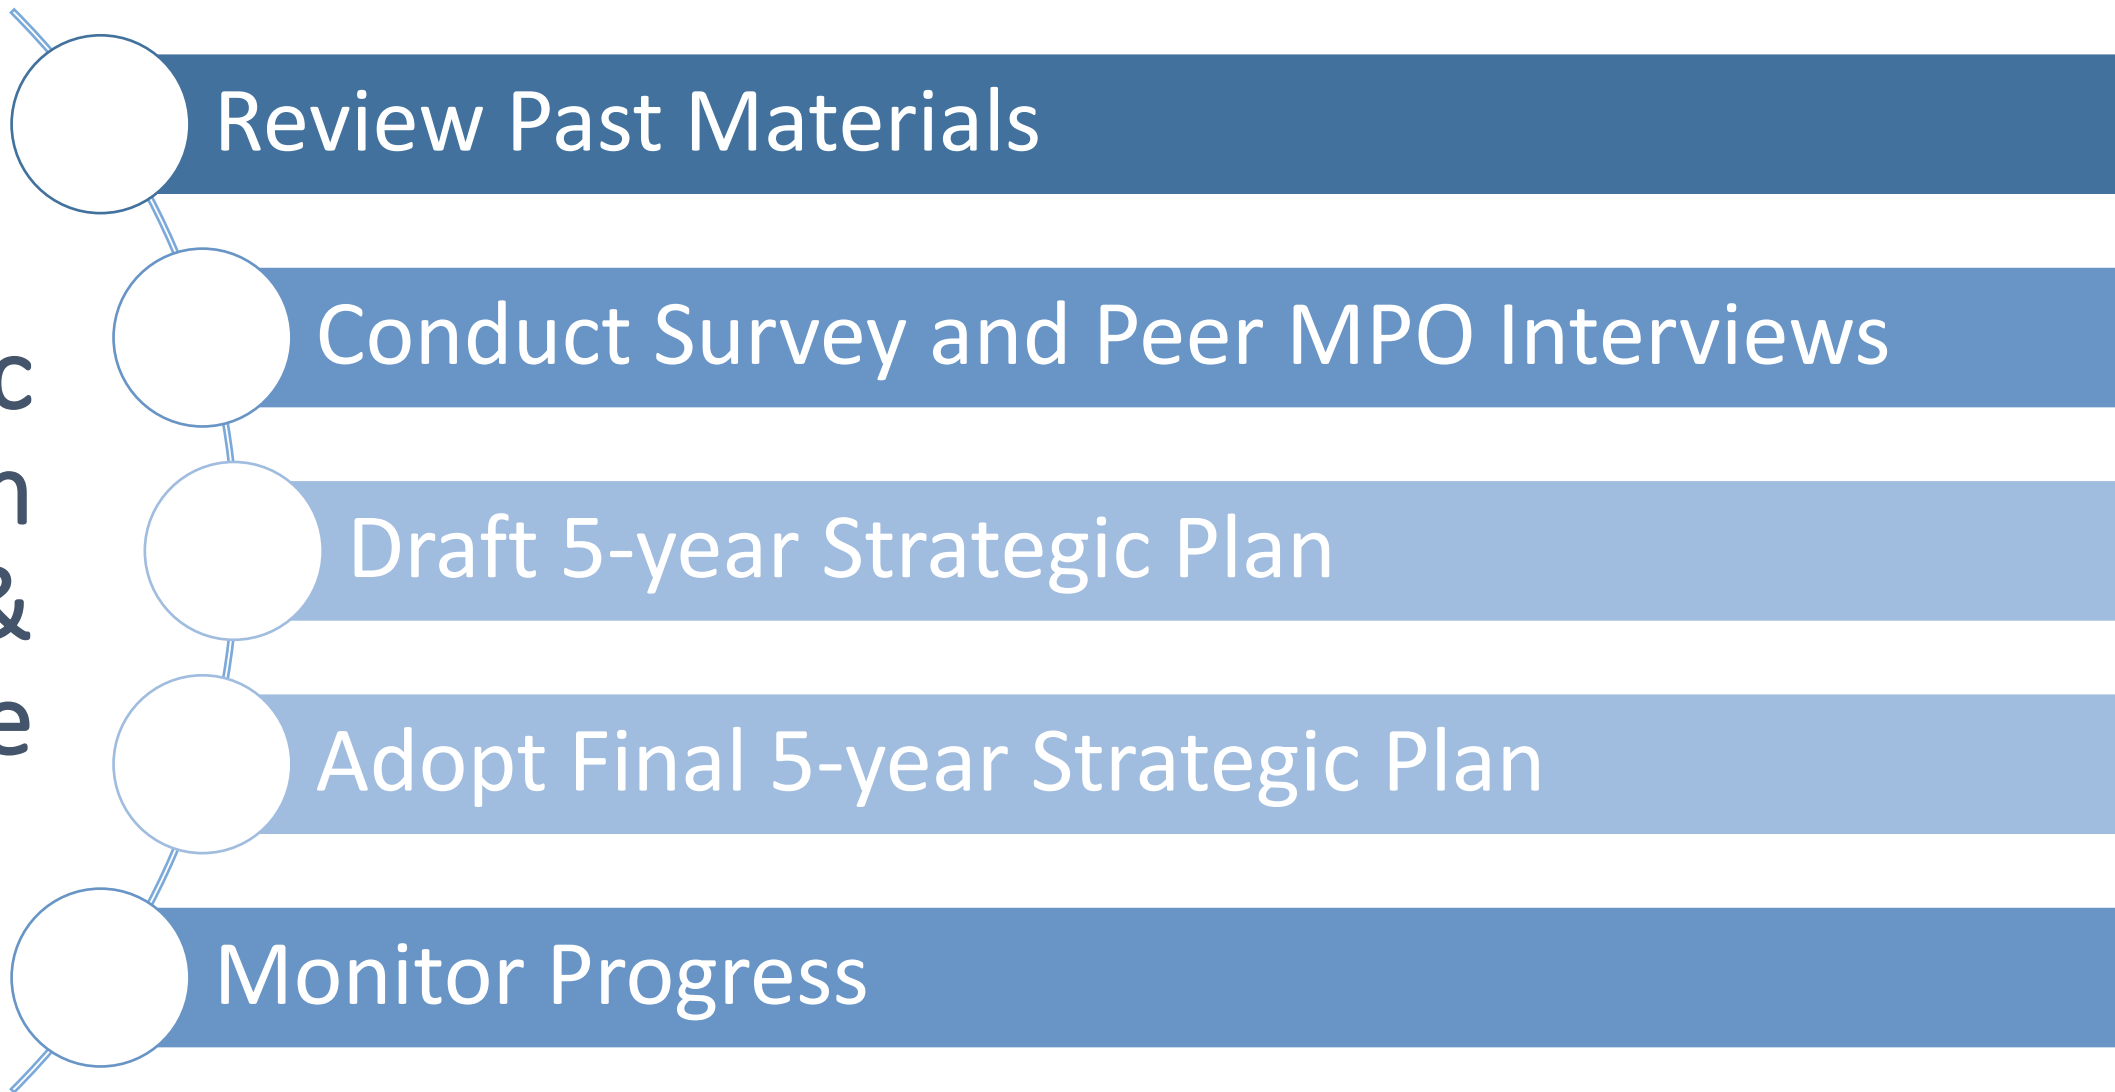 Review Past Materials
Conduct Survey and Peer MPO Interviews
Draft 5-year Strategic Plan
Adopt Final 5-year Strategic Plan
Monitor Progress
c
n
&
e